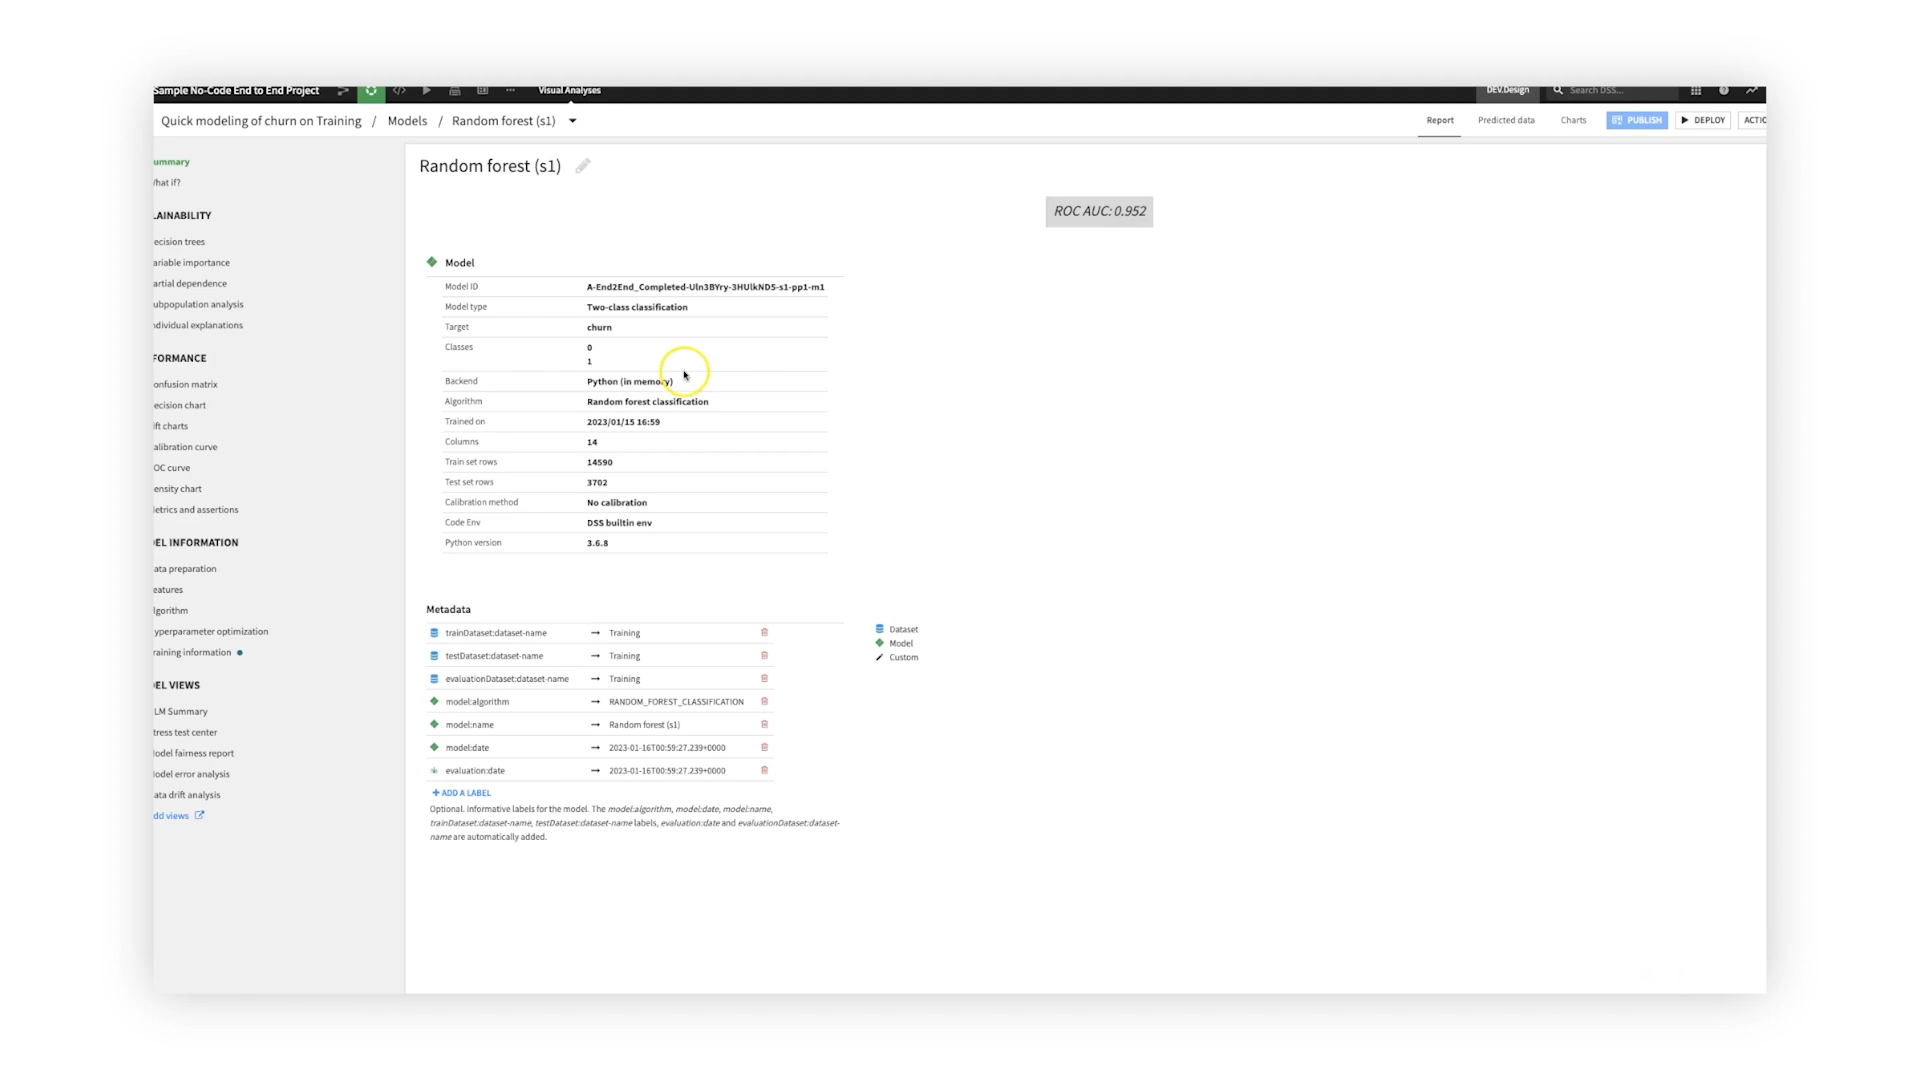 Sample No-Code End to End Project Visual Analyses DEV.Design Search DSS...
Quick modeling of churn on Training / Models / Random forest (s1) Report Predicted data Charts PUBLISH DEPLOY ACTIO
ummary
hat if?
LAINABILITY
ecision trees
ariable importance
artial dependence
ubpopulation analysis
ndividual explanations
FORMANCE
onfusion matrix
ecision chart
ift charts
alibration curve
OC curve
ensity chart
etrics and assertions
EL INFORMATION
ata preparation
eatures
lgorithm
yperparameter optimization
raining information
EL VIEWS
LM Summary
tress test center
odel fairness report
odel error analysis
ata drift analysis
dd views
Random forest (s1)
ROC AUC: 0.952
Model
Model ID A-End2End_Completed-Uln3BYry-3HUlkND5-s1-pp1-m1
Model type Two-class classification
Target churn
Classes 0
1
Backend Python (in memory)
Algorithm Random forest classification
Trained on 2023/01/15 16:59
Columns 14
Train set rows 14590
Test set rows 3702
Calibration method No calibration
Code Env DSS builtin env
Python version 3.6.8
Metadata
trainDataset:dataset-name → Training
testDataset:dataset-name → Training
evaluationDataset:dataset-name → Training
model:algorithm → RANDOM_FOREST_CLASSIFICATION
model:name → Random forest (s1)
model:date → 2023-01-16T00:59:27.239+0000
evaluation:date → 2023-01-16T00:59:27.239+0000
+ ADD A LABEL
Optional. Informative labels for the model. The model:algorithm, model:date, model:name,
trainDataset:dataset-name, testDataset:dataset-name labels, evaluation:date and evaluationDataset:dataset-
name are automatically added.
Dataset
Model
Custom